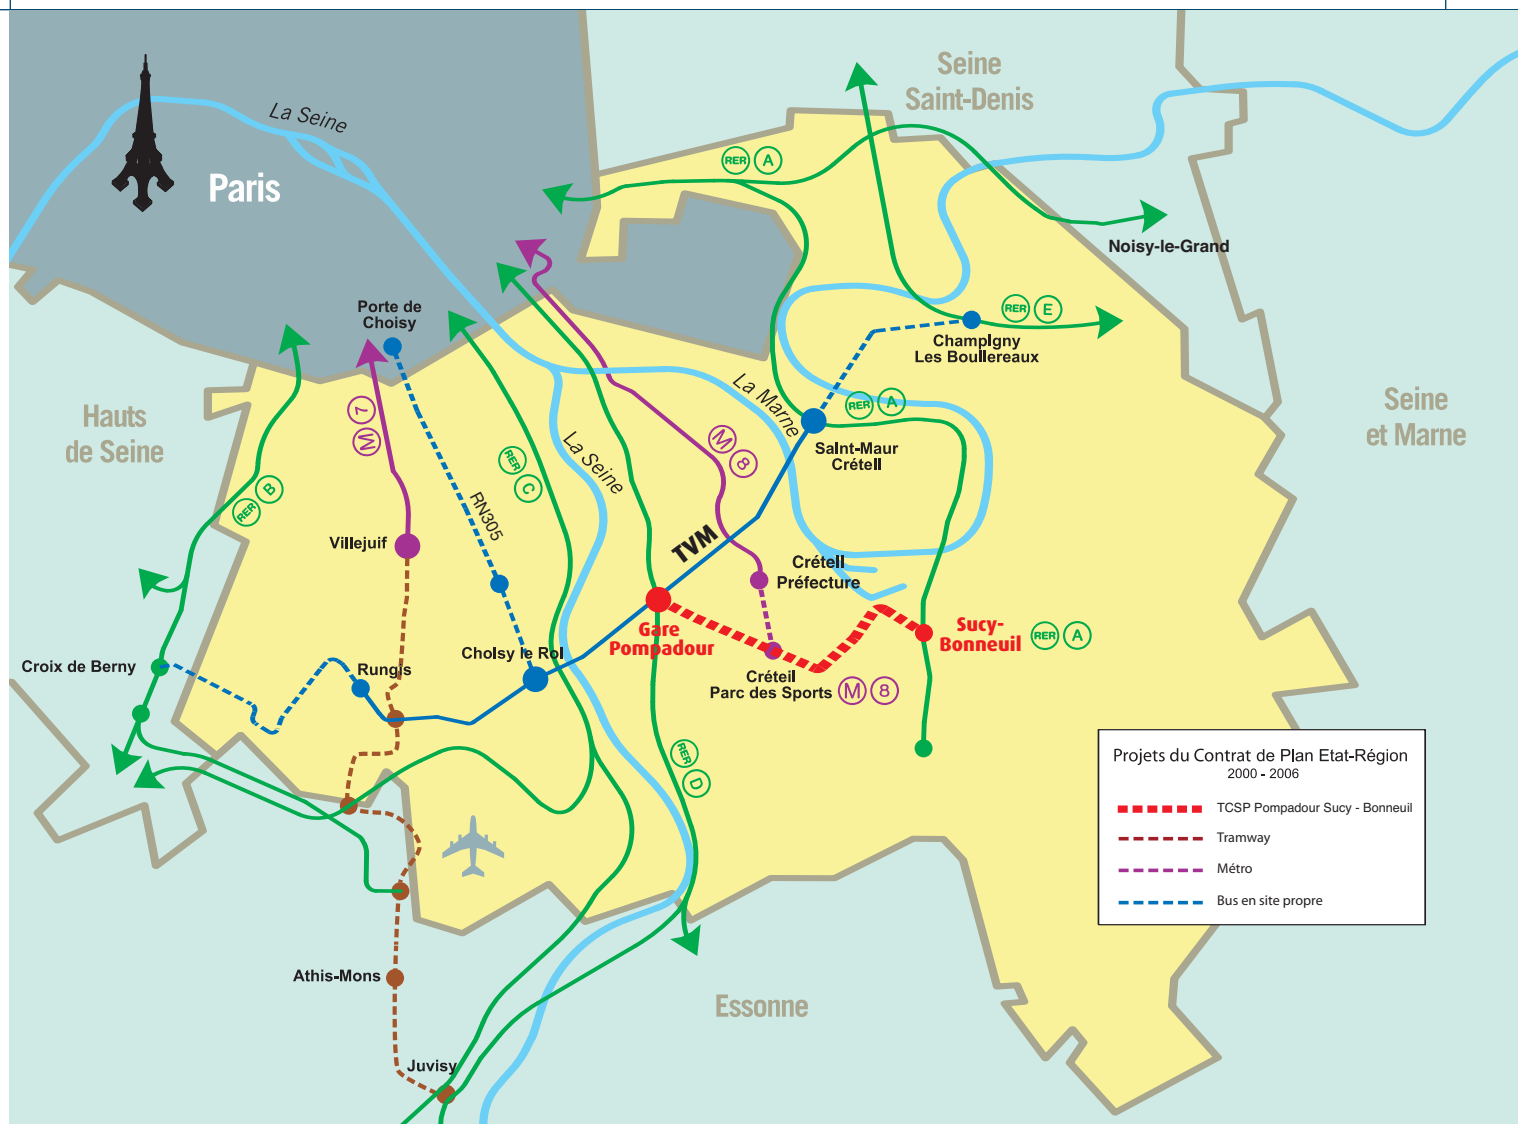 Seine
Saint-Denis
La Seine
RER A
Paris
Noisy-le-Grand
Porte de
Choisy
RER E
Champigny
Les Boullereaux
Hauts
de Seine
M 7
La Marne
RER A
Seine
et Marne
Saint-Maur
Créteil
M 8
La Seine
RER C
RER B
RN305
TVM
Villejuif
Créteil
Préfecture
Gare
Pompadour
Sucy-
Bonneuil
RER A
Choisy le Roi
Croix de Berny
Rungis
Créteil
Parc des Sports M 8
RER D
Projets du Contrat de Plan Etat-Région
2000 - 2006
TCSP Pompadour Sucy - Bonneuil
Tramway
Métro
Bus en site propre
Athis-Mons
Essonne
Juvisy